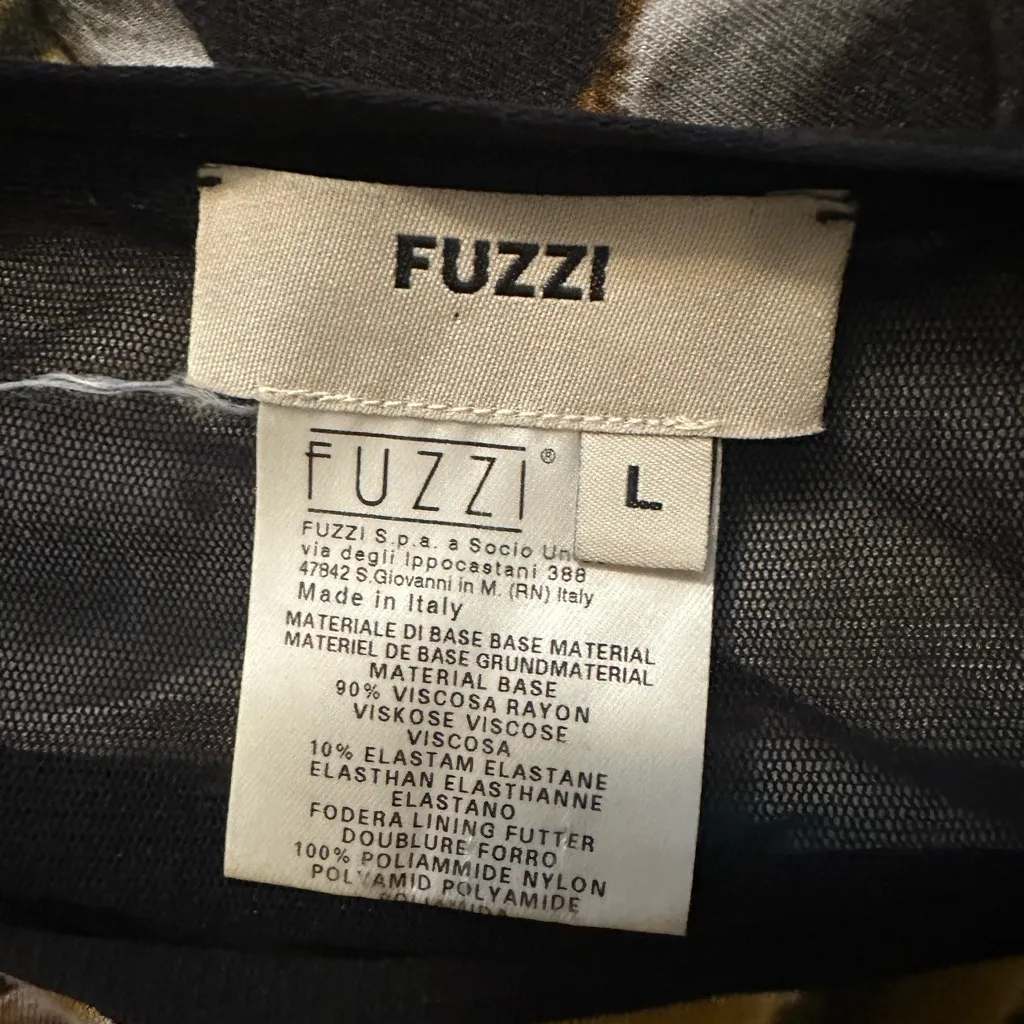 FUZZI
FUZZI®
L
FUZZI S.p.a. a Socio Un
via degli Ippocastani 388
47842 S.Giovanni in M. (RN) Italy
Made in Italy
MATERIALE DI BASE BASE MATERIAL
MATERIEL DE BASE GRUNDMATERIAL
MATERIAL BASE
90% VISCOSA RAYON
VISKOSE VISCOSE
VISCOSA
10% ELASTAM ELASTANE
ELASTHAN ELASTHANNE
ELASTANO
FODERA LINING FUTTER
DOUBLURE FORRO
100% POLIAMMIDE NYLON
POLYAMID POLYAMIDE